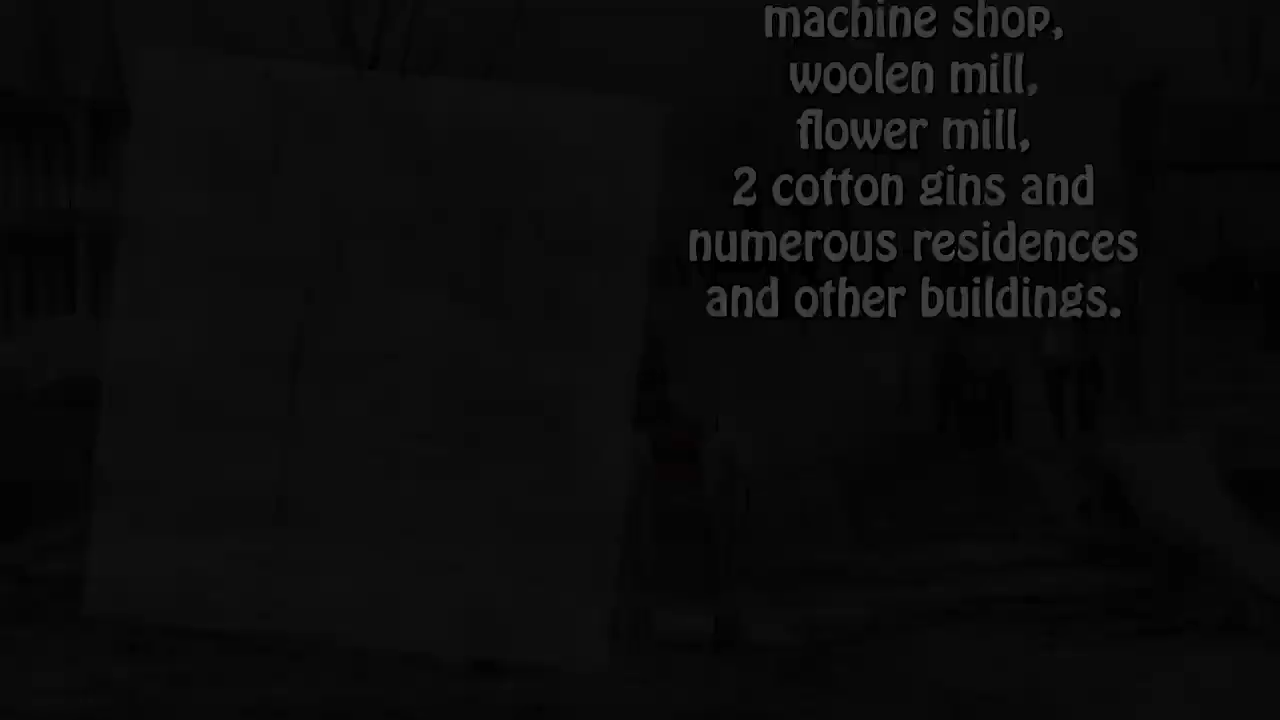 machine shop,
woolen mill,
flower mill,
2 cotton gins and
numerous residences
and other buildings.